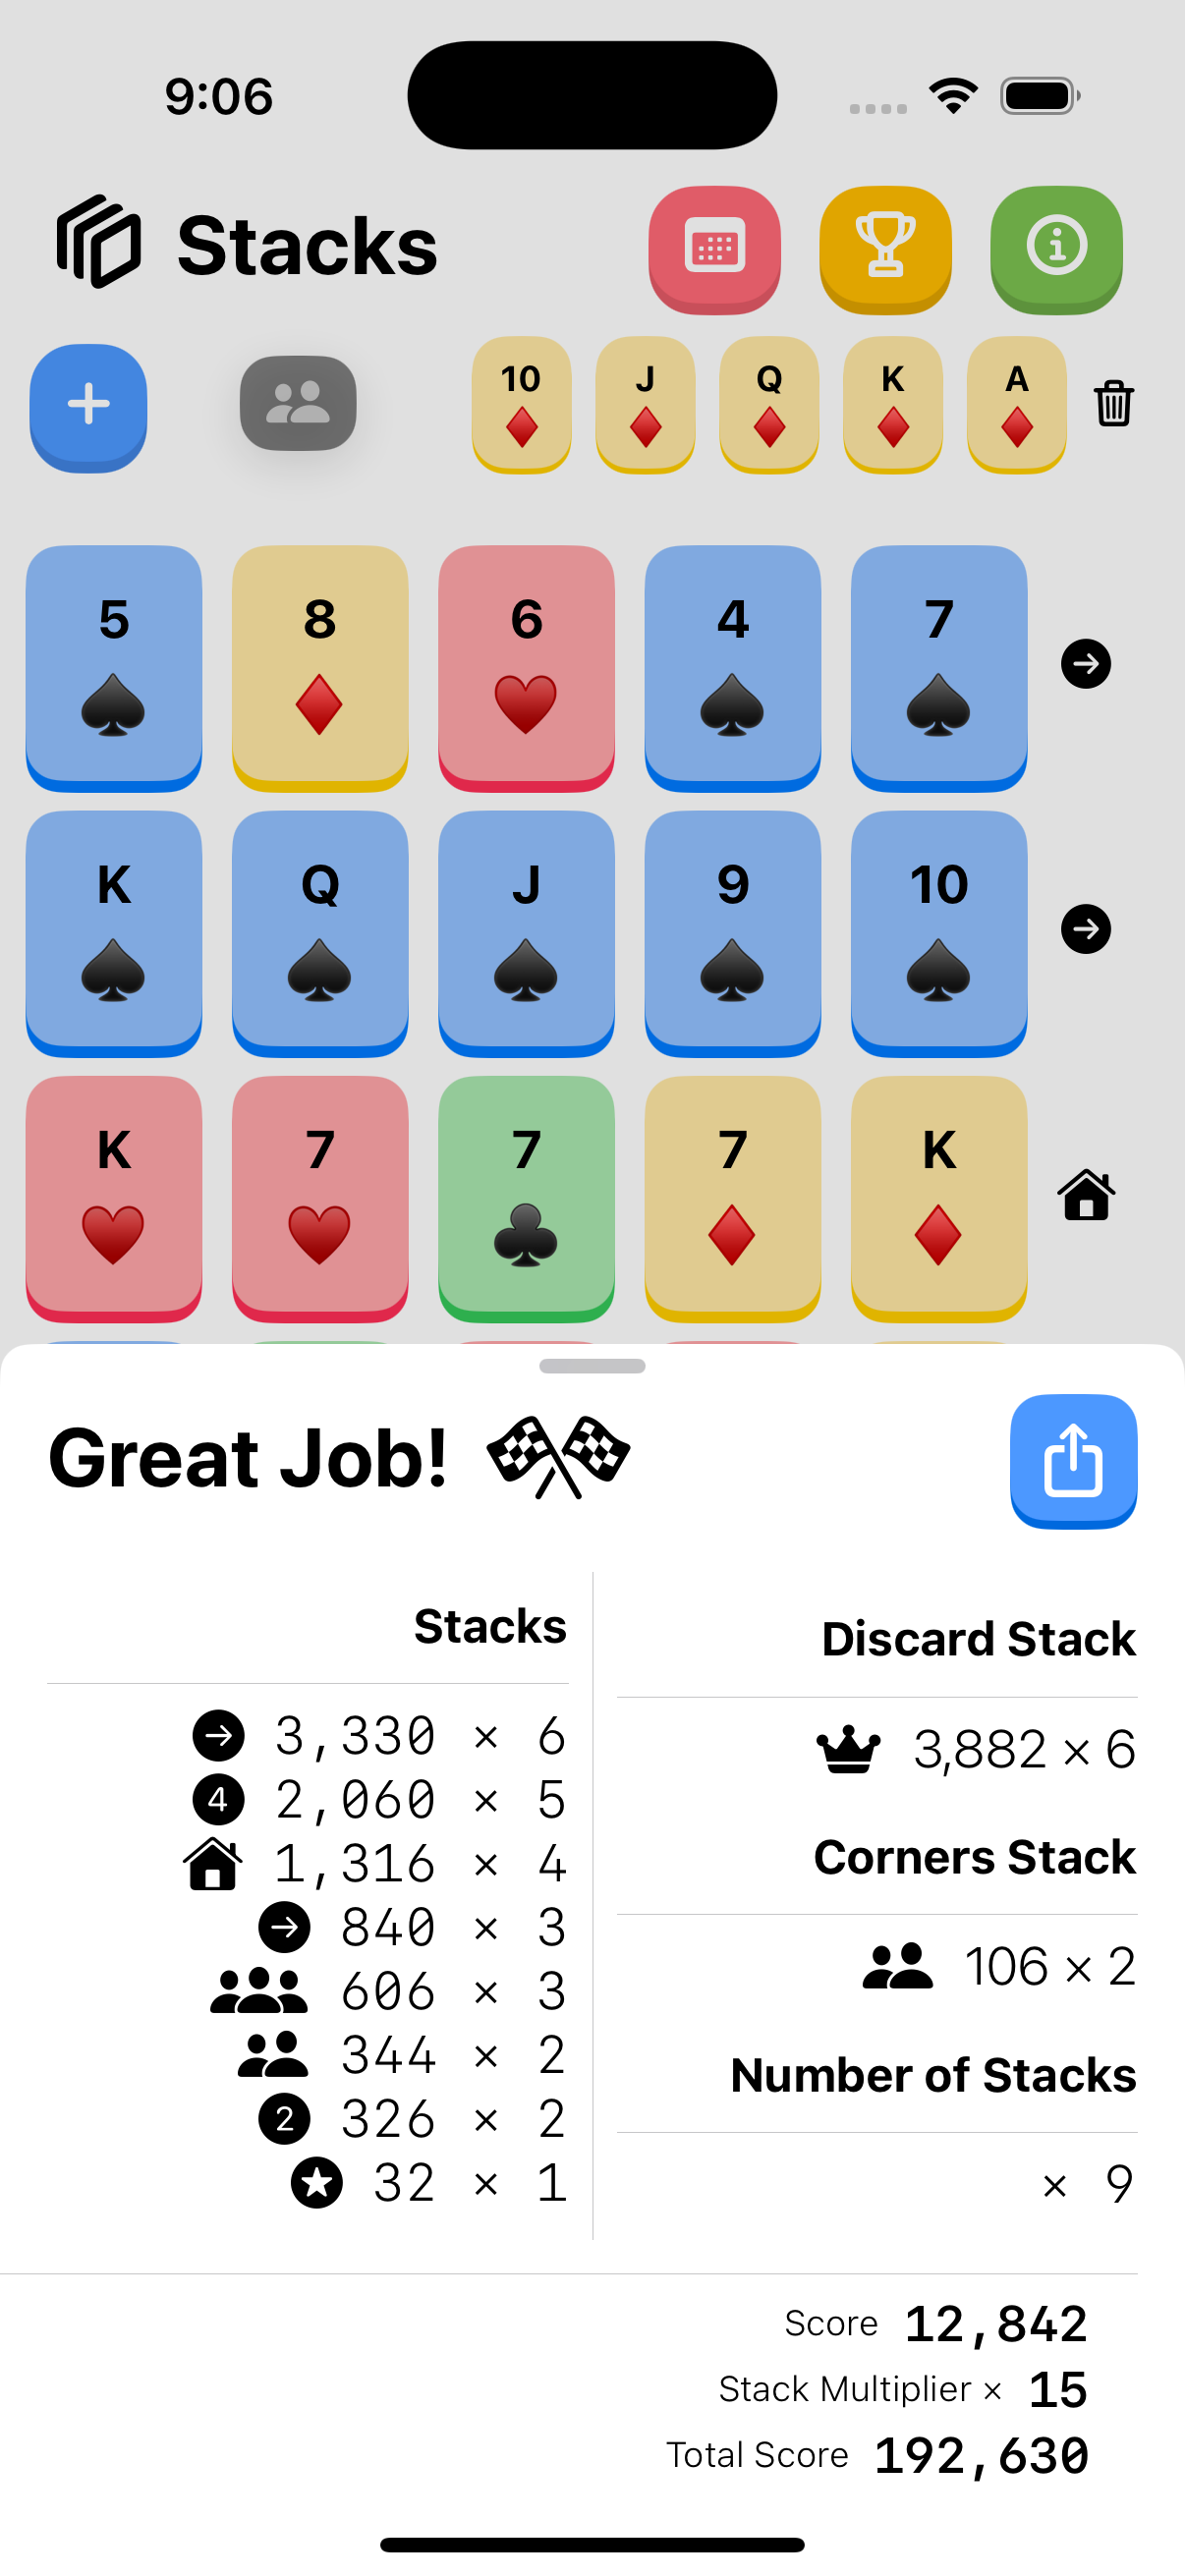 9:06
Stacks
10 J Q K A
5 8 6 4 7
K Q J 9 10
K 7 7 7 K
Great Job!
Stacks
3,330 × 6
4 2,060 × 5
1,316 × 4
840 × 3
606 × 3
344 × 2
2 326 × 2
32 × 1
Discard Stack
3,882 × 6
Corners Stack
106 × 2
Number of Stacks
× 9
Score 12,842
Stack Multiplier × 15
Total Score 192,630